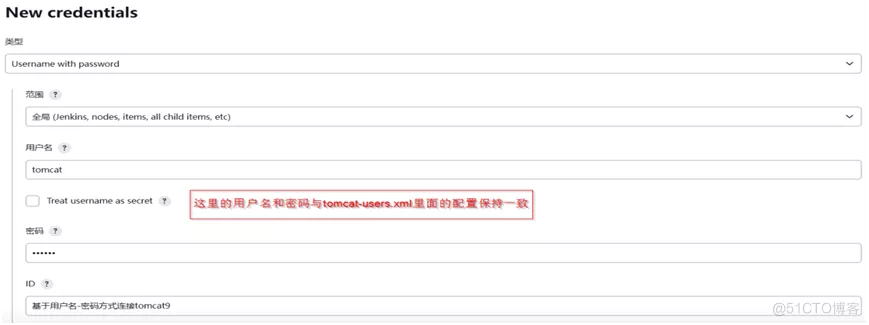 New credentials
类型
Username with password
范围 ?
全局 (Jenkins, nodes, items, all child items, etc)
用户名 ?
tomcat
Treat username as secret ?
这里的用户名和密码与tomcat-users.xml里面的配置保持一致
密码 ?
••••••
ID ?
基于用户名-密码方式连接tomcat9
@51CTO博客